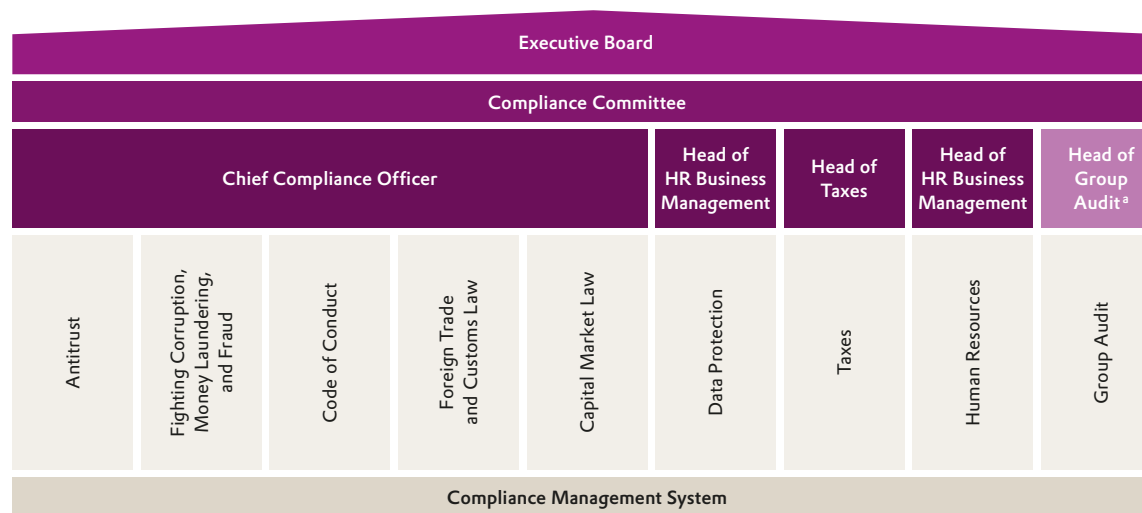 Executive Board
Compliance Committee
Chief Compliance Officer
Head of
HR Business
Management
Head of
Taxes
Head of
HR Business
Management
Head of
Group
Audit ᵃ
Antitrust
Fighting Corruption,
Money Laundering,
and Fraud
Code of Conduct
Foreign Trade
and Customs Law
Capital Market Law
Data Protection
Taxes
Human Resources
Group Audit
Compliance Management System